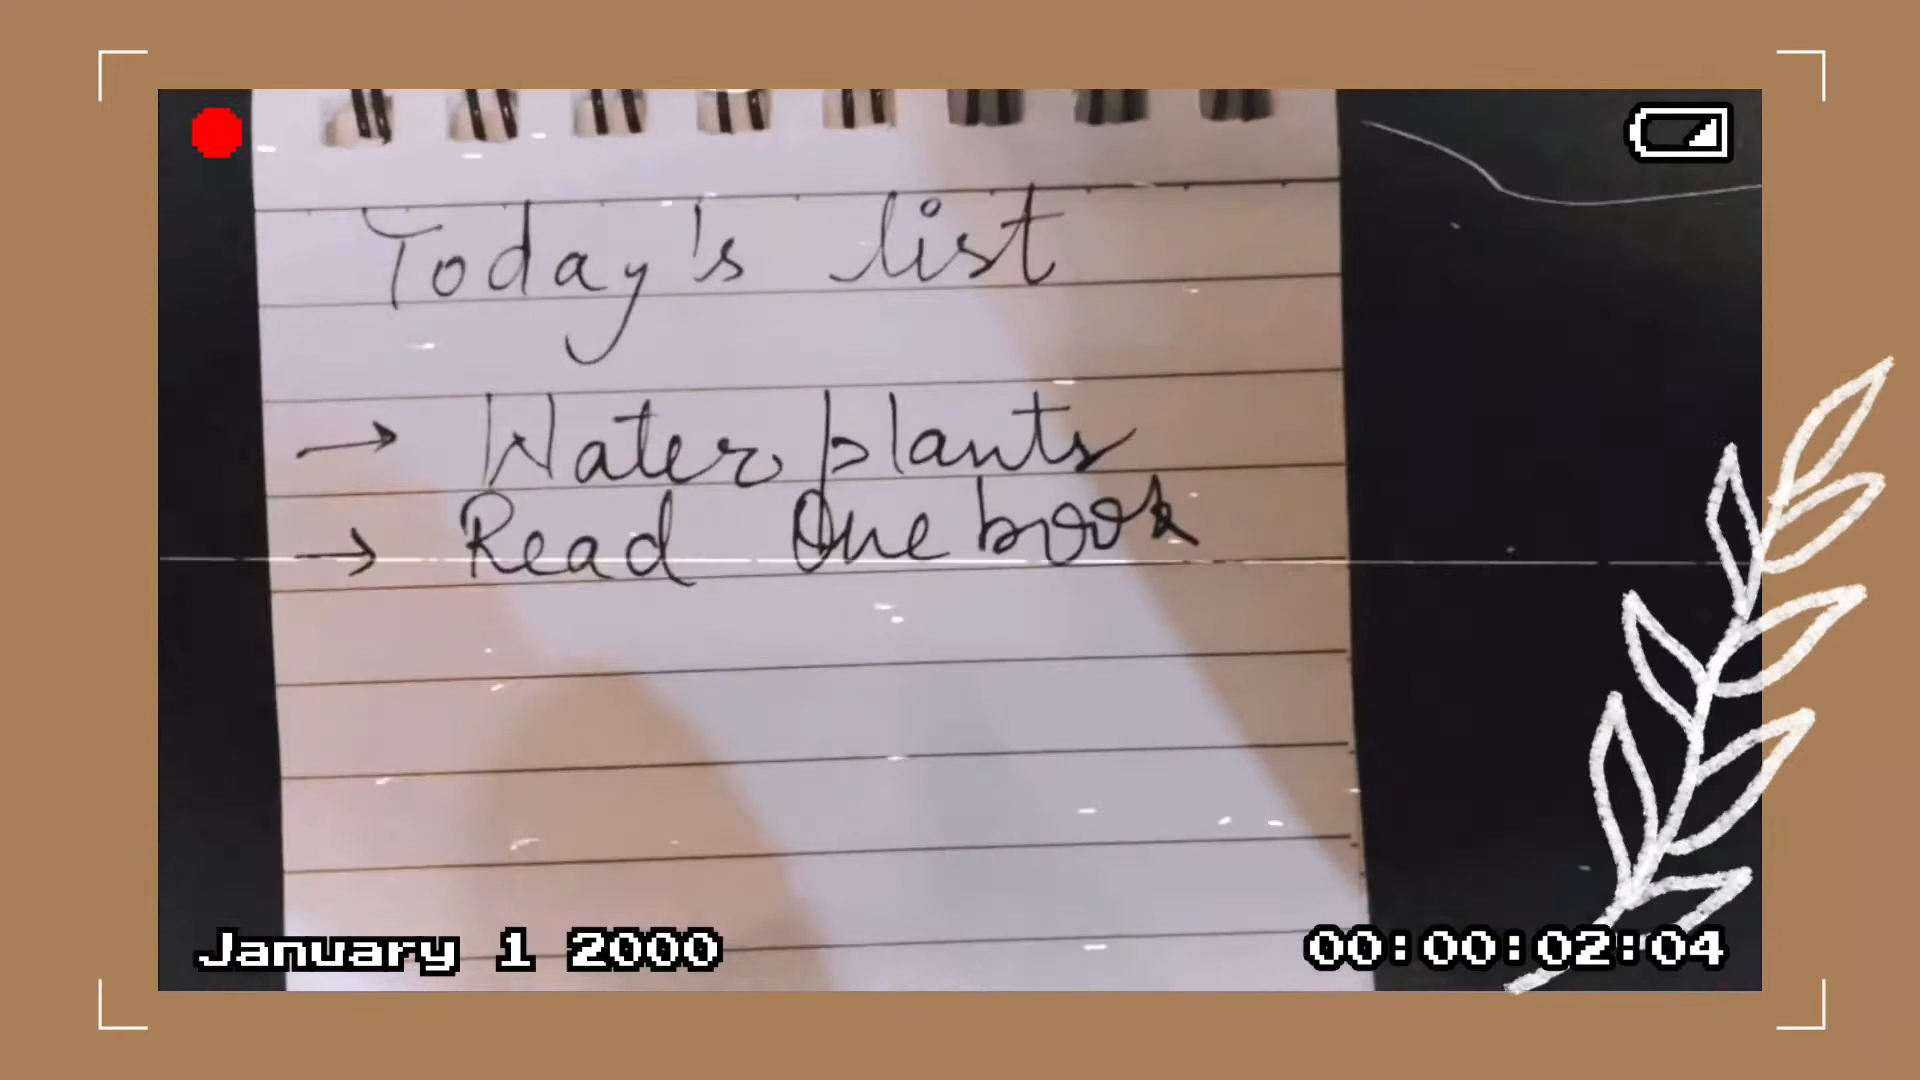 Today's list
→ Water plants
→ Read One book
January 1 2000
00:00:02:04